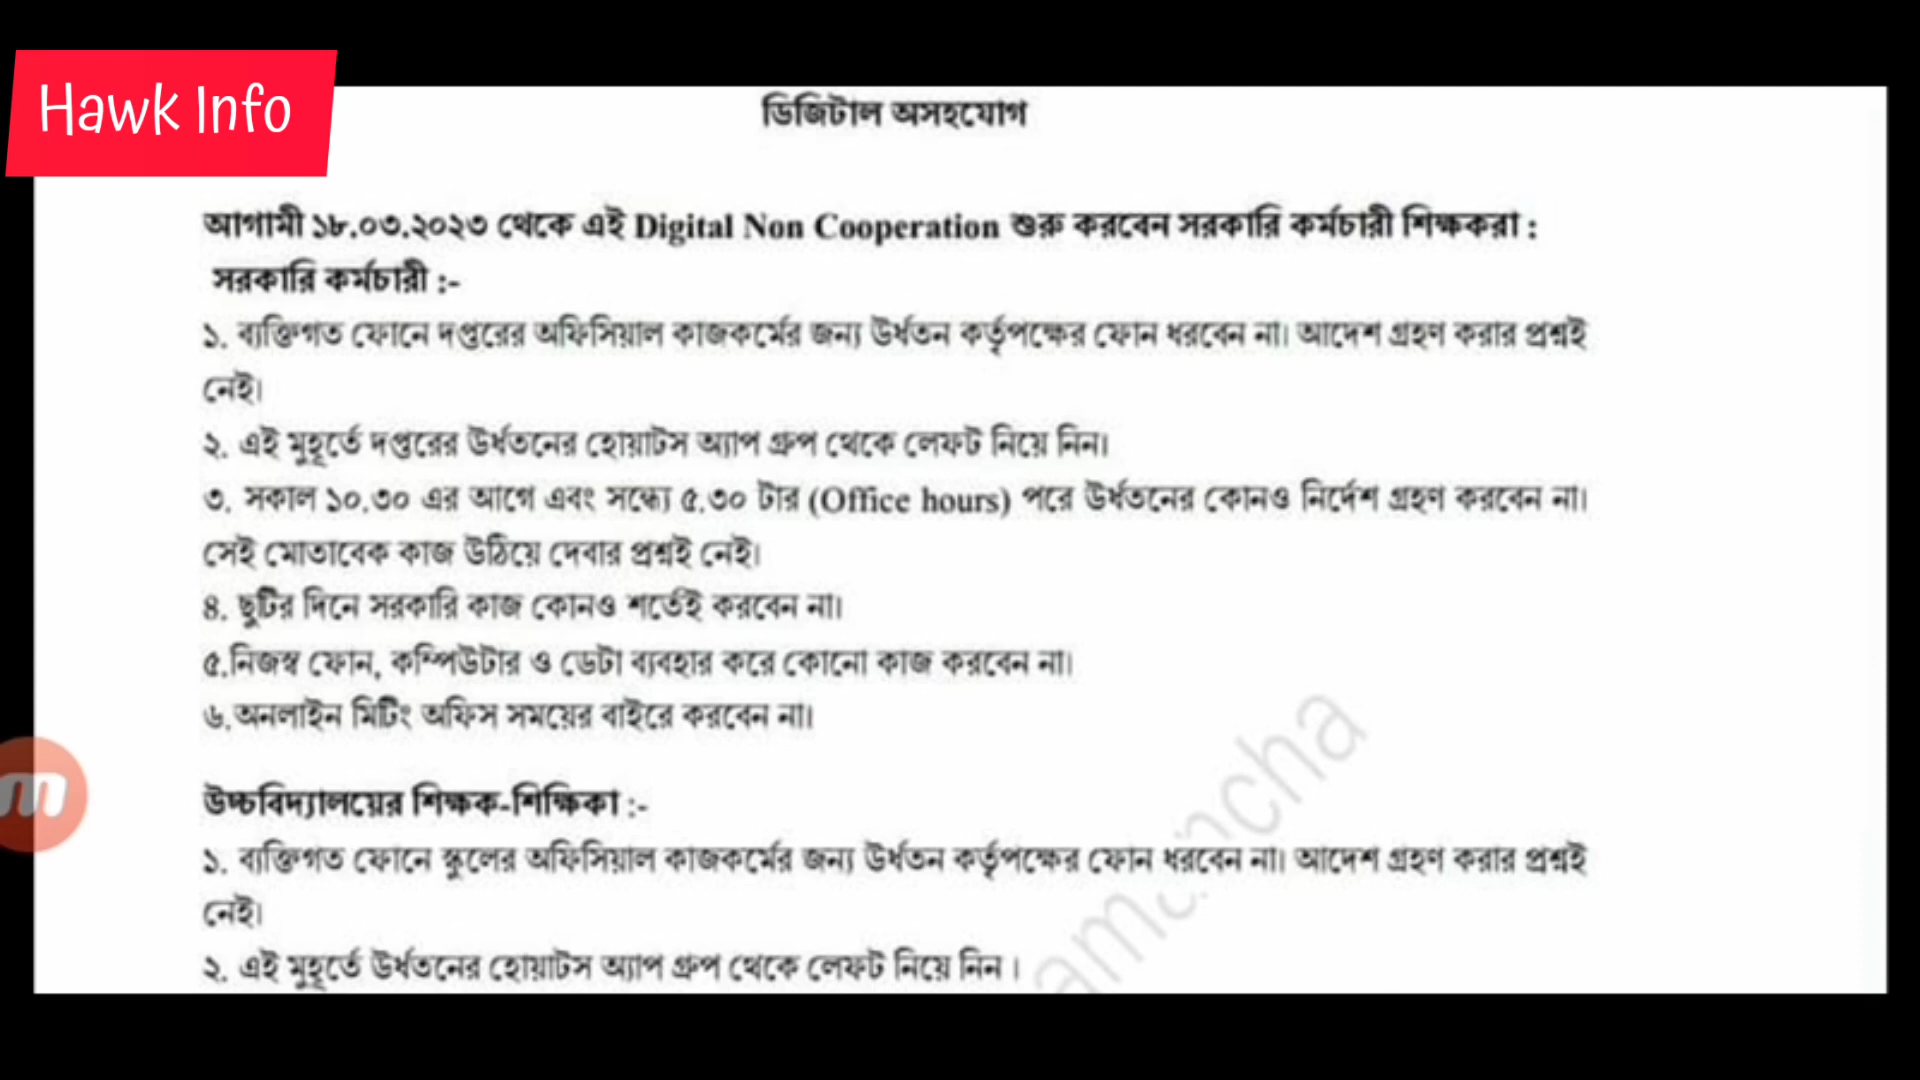 Hawk Info
ডিজিটাল অসহযোগ
আগামী ১৮.০৩.২০২৩ থেকে এই Digital Non Cooperation শুরু করবেন সরকারি কর্মচারী শিক্ষকরা :
সরকারি কর্মচারী :-
১. ব্যক্তিগত ফোনে দপ্তরের অফিসিয়াল কাজকর্মের জন্য উর্ধতন কর্তৃপক্ষের ফোন ধরবেন না। আদেশ গ্রহণ করার প্রশ্নই
নেই।
২. এই মুহূর্তে দপ্তরের উর্ধতনের হোয়াটস অ্যাপ গ্রুপ থেকে লেফট নিয়ে নিন।
৩. সকাল ১০.৩০ এর আগে এবং সন্ধ্যে ৫.৩০ টার (Office hours) পরে উর্ধতনের কোনও নির্দেশ গ্রহণ করবেন না।
সেই মোতাবেক কাজ উঠিয়ে দেবার প্রশ্নই নেই।
৪. ছুটির দিনে সরকারি কাজ কোনও শর্তেই করবেন না।
৫.নিজস্ব ফোন, কম্পিউটার ও ডেটা ব্যবহার করে কোনো কাজ করবেন না।
৬.অনলাইন মিটিং অফিস সময়ের বাইরে করবেন না।
উচ্চবিদ্যালয়ের শিক্ষক-শিক্ষিকা :-
১. ব্যক্তিগত ফোনে স্কুলের অফিসিয়াল কাজকর্মের জন্য উর্ধতন কর্তৃপক্ষের ফোন ধরবেন না। আদেশ গ্রহণ করার প্রশ্নই
নেই।
২. এই মুহূর্তে উর্ধতনের হোয়াটস অ্যাপ গ্রুপ থেকে লেফট নিয়ে নিন ।